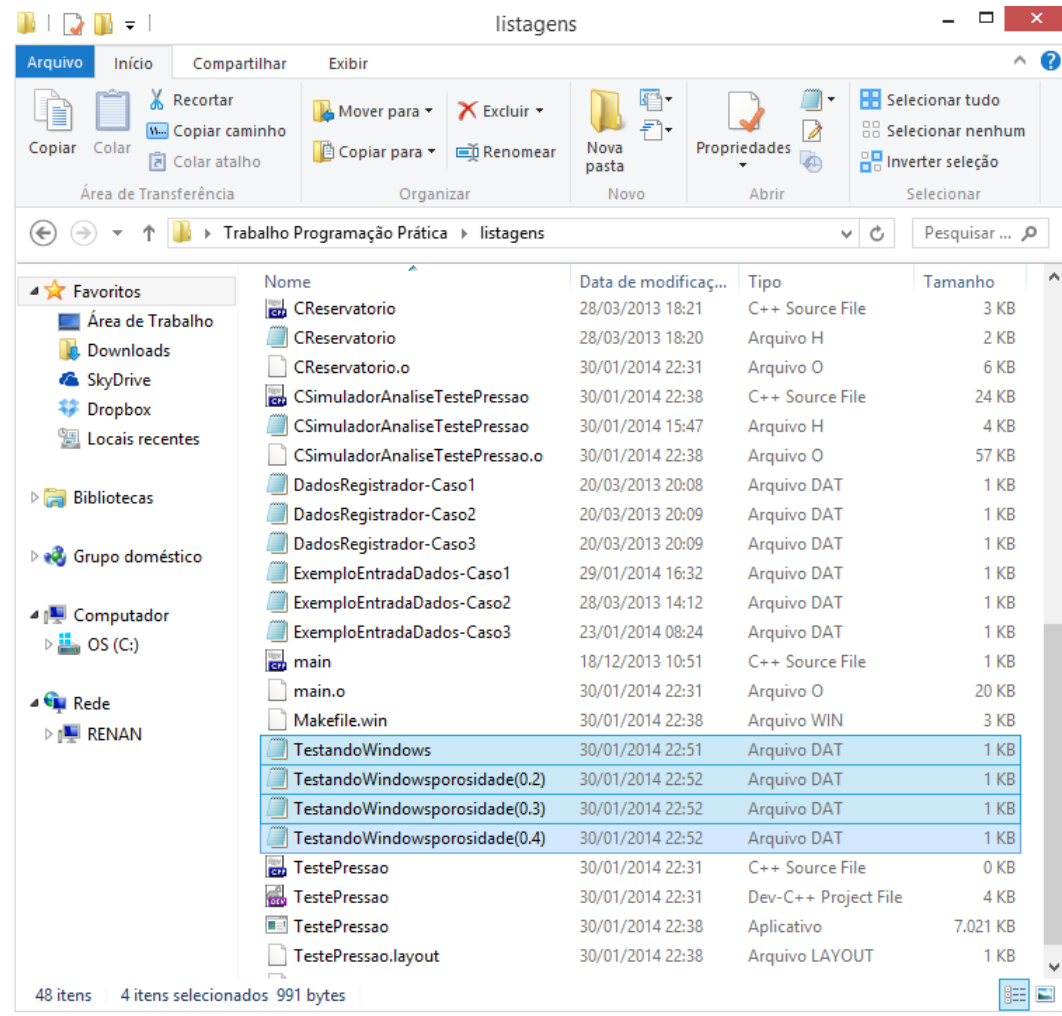 listagens
Arquivo Início Compartilhar Exibir
Copiar Colar Recortar Copiar caminho Colar atalho
Mover para Copiar para Excluir Renomear
Nova pasta
Propriedades
Selecionar tudo Selecionar nenhum Inverter seleção
Área de Transferência Organizar Novo Abrir Selecionar
Trabalho Programação Prática listagens Pesquisar ...
Favoritos
Área de Trabalho
Downloads
SkyDrive
Dropbox
Locais recentes
Bibliotecas
Grupo doméstico
Computador
OS (C:)
Rede
RENAN
Nome Data de modificaç... Tipo Tamanho
CReservatorio 28/03/2013 18:21 C++ Source File 3 KB
CReservatorio 28/03/2013 18:20 Arquivo H 2 KB
CReservatorio.o 30/01/2014 22:31 Arquivo O 6 KB
CSimuladorAnaliseTestePressao 30/01/2014 22:38 C++ Source File 24 KB
CSimuladorAnaliseTestePressao 30/01/2014 15:47 Arquivo H 4 KB
CSimuladorAnaliseTestePressao.o 30/01/2014 22:38 Arquivo O 57 KB
DadosRegistrador-Caso1 20/03/2013 20:08 Arquivo DAT 1 KB
DadosRegistrador-Caso2 20/03/2013 20:09 Arquivo DAT 1 KB
DadosRegistrador-Caso3 20/03/2013 20:09 Arquivo DAT 1 KB
ExemploEntradaDados-Caso1 29/01/2014 16:32 Arquivo DAT 1 KB
ExemploEntradaDados-Caso2 28/03/2013 14:12 Arquivo DAT 1 KB
ExemploEntradaDados-Caso3 23/01/2014 08:24 Arquivo DAT 1 KB
main 18/12/2013 10:51 C++ Source File 1 KB
main.o 30/01/2014 22:31 Arquivo O 20 KB
Makefile.win 30/01/2014 22:38 Arquivo WIN 3 KB
TestandoWindows 30/01/2014 22:51 Arquivo DAT 1 KB
TestandoWindowsporosidade(0.2) 30/01/2014 22:52 Arquivo DAT 1 KB
TestandoWindowsporosidade(0.3) 30/01/2014 22:52 Arquivo DAT 1 KB
TestandoWindowsporosidade(0.4) 30/01/2014 22:52 Arquivo DAT 1 KB
TestePressao 30/01/2014 22:31 C++ Source File 0 KB
TestePressao 30/01/2014 22:31 Dev-C++ Project File 4 KB
TestePressao 30/01/2014 22:38 Aplicativo 7.021 KB
TestePressao.layout 30/01/2014 22:38 Arquivo LAYOUT 1 KB
48 itens 4 itens selecionados 991 bytes